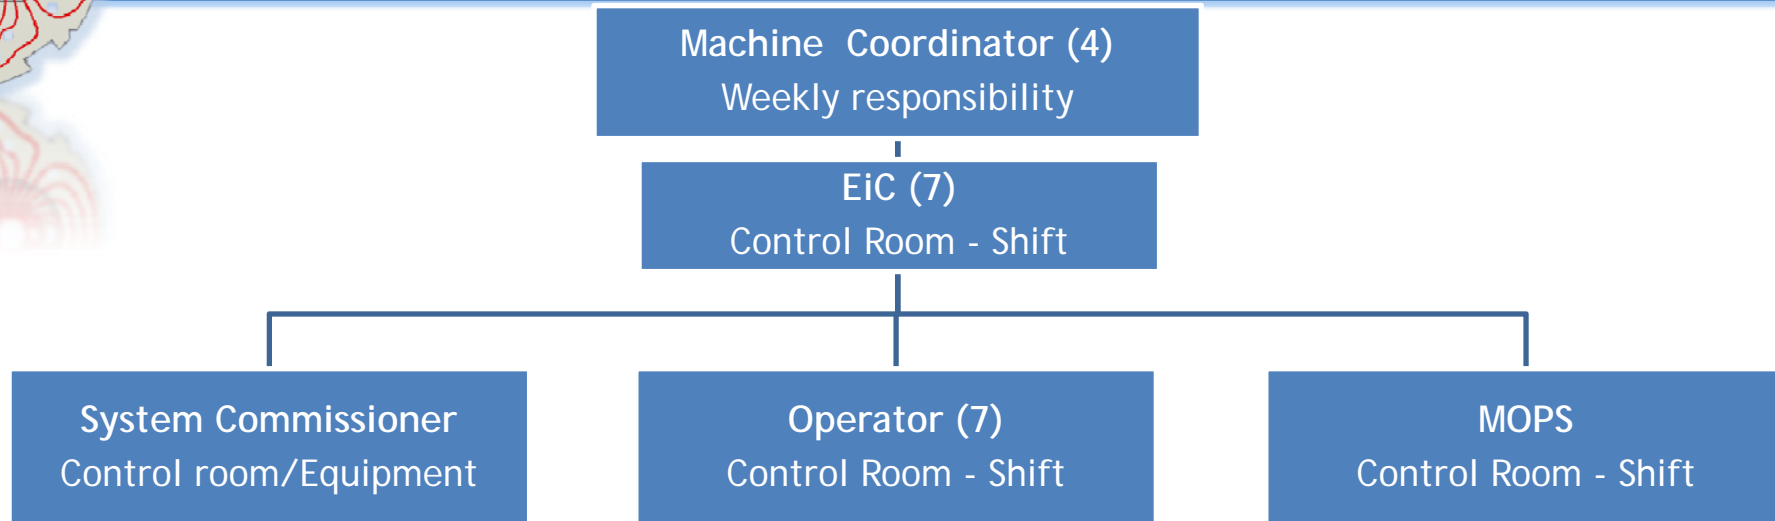 Machine Coordinator (4)
Weekly responsibility
EiC (7)
Control Room - Shift
System Commissioner
Control room/Equipment
Operator (7)
Control Room - Shift
MOPS
Control Room - Shift